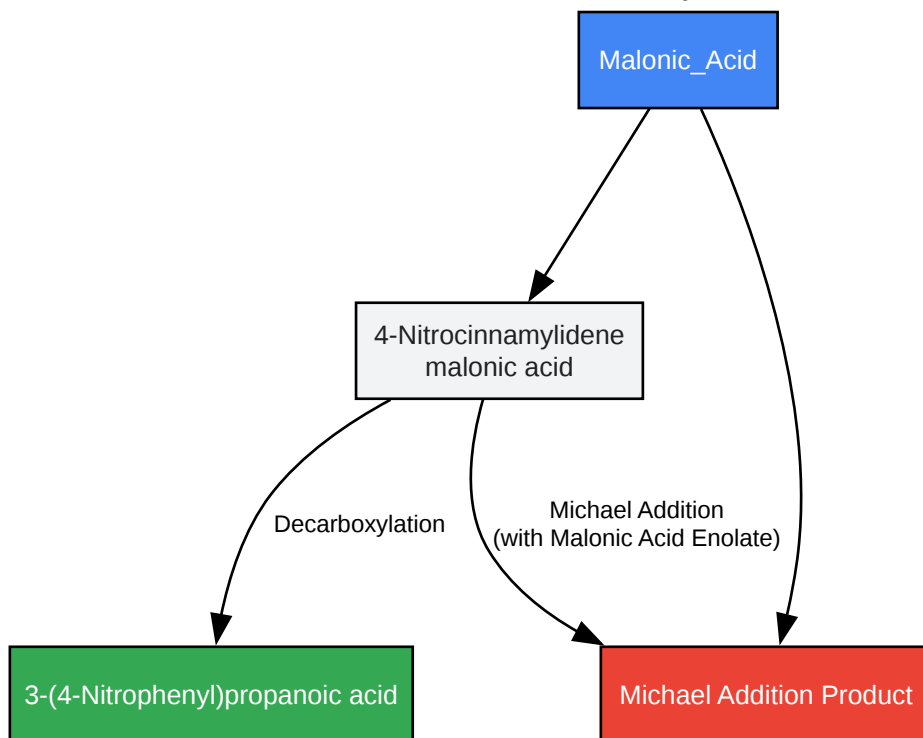 Malonic_Acid
4-Nitrocinnamylidene
malonic acid
Decarboxylation
Michael Addition
(with Malonic Acid Enolate)
3-(4-Nitrophenyl)propanoic acid
Michael Addition Product